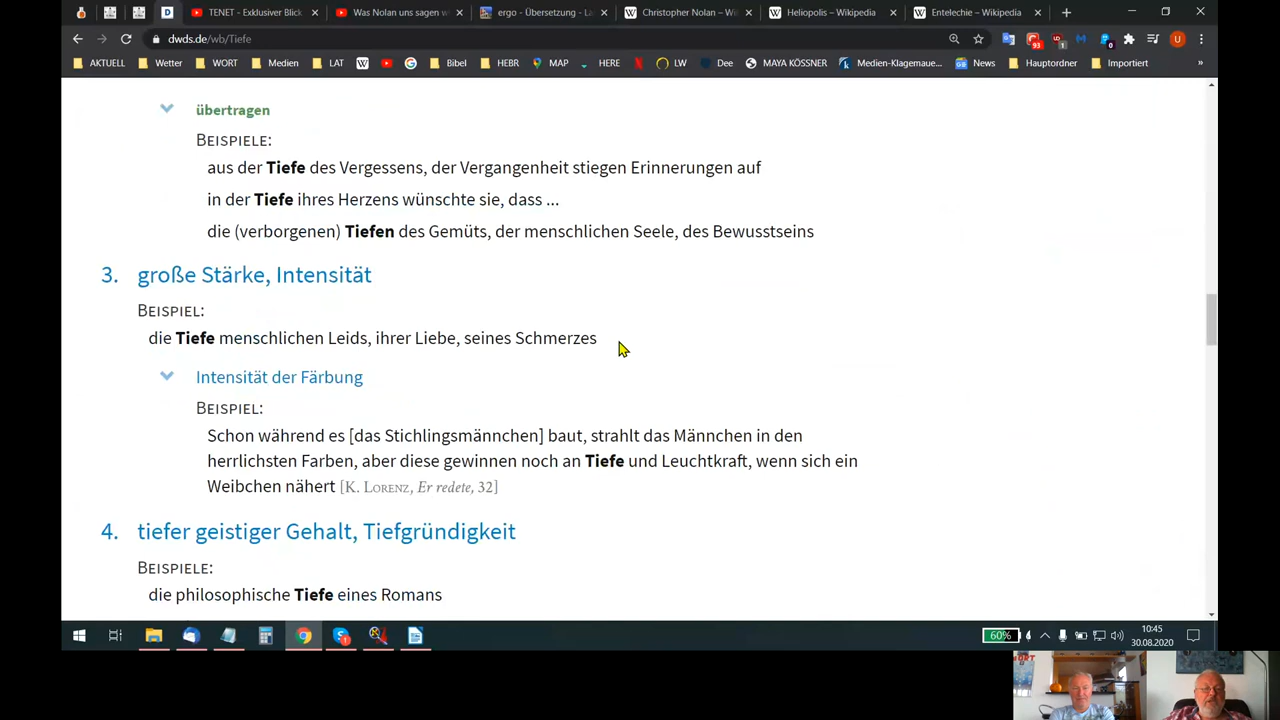 TENET - Exklusiver Blick
Was Nolan uns sagen w
ergo - Übersetzung - La
Christopher Nolan – Wi
Heliopolis – Wikipedia
Entelechie – Wikipedia
dwds.de/wb/Tiefe
AKTUELL Wetter WORT Medien LAT Bibel HEBR MAP HERE LW Dee MAYA KÖSSNER Medien-Klagemaue... News Hauptordner Importiert
übertragen
BEISPIELE:
aus der Tiefe des Vergessens, der Vergangenheit stiegen Erinnerungen auf
in der Tiefe ihres Herzens wünschte sie, dass ...
die (verborgenen) Tiefen des Gemüts, der menschlichen Seele, des Bewusstseins
3. große Stärke, Intensität
BEISPIEL:
die Tiefe menschlichen Leids, ihrer Liebe, seines Schmerzes
Intensität der Färbung
BEISPIEL:
Schon während es [das Stichlingsmännchen] baut, strahlt das Männchen in den
herrlichsten Farben, aber diese gewinnen noch an Tiefe und Leuchtkraft, wenn sich ein
Weibchen nähert [K. LORENZ, Er redete, 32]
4. tiefer geistiger Gehalt, Tiefgründigkeit
BEISPIELE:
die philosophische Tiefe eines Romans
60%
10:45
30.08.2020